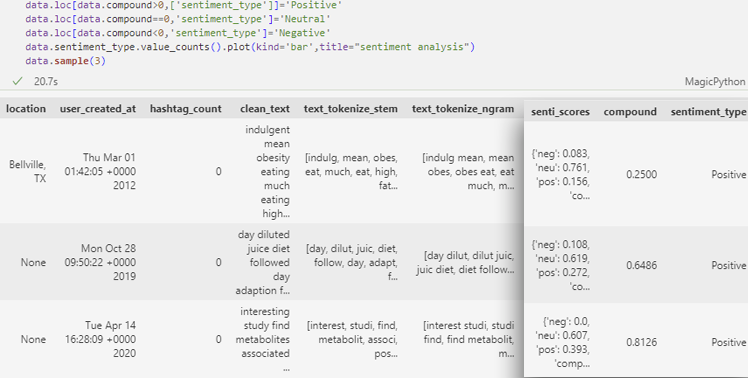 data.loc[data.compound>0,['sentiment_type']]='Positive'
data.loc[data.compound==0,'sentiment_type']='Neutral'
data.loc[data.compound<0,'sentiment_type']='Negative'
data.sentiment_type.value_counts().plot(kind='bar',title="sentiment analysis")
data.sample(3)
20.7s
MagicPython
location user_created_at hashtag_count clean_text text_tokenize_stem text_tokenize_ngram senti_scores compound sentiment_type
Bellville,
TX
Thu Mar 01
01:42:05 +0000
2012
0
indulgent
mean
obesity
eating
much
eating
high...
[indulg, mean, obes,
eat, much, eat, high,
fat...
[indulg mean, mean
obes, obes eat, eat
much, m...
{'neg': 0.083,
'neu': 0.761,
'pos': 0.156,
'co...
0.2500
Positive
None
Mon Oct 28
09:50:22 +0000
2019
0
day diluted
juice diet
followed
day
adaption f...
[day, dilut, juic, diet,
follow, day, adapt,
f...
[day dilut, dilut juic,
juic diet, diet follow...
{'neg': 0.108,
'neu': 0.619,
'pos': 0.272,
'co...
0.6486
Positive
None
Tue Apr 14
16:28:09 +0000
2020
0
interesting
study find
metabolites
associated
...
[interest, studi, find,
metabolit, associ,
pos...
[interest studi, studi
find, find metabolit,
m...
{'neg': 0.0,
'neu': 0.607,
'pos': 0.393,
'comp...
0.8126
Positive